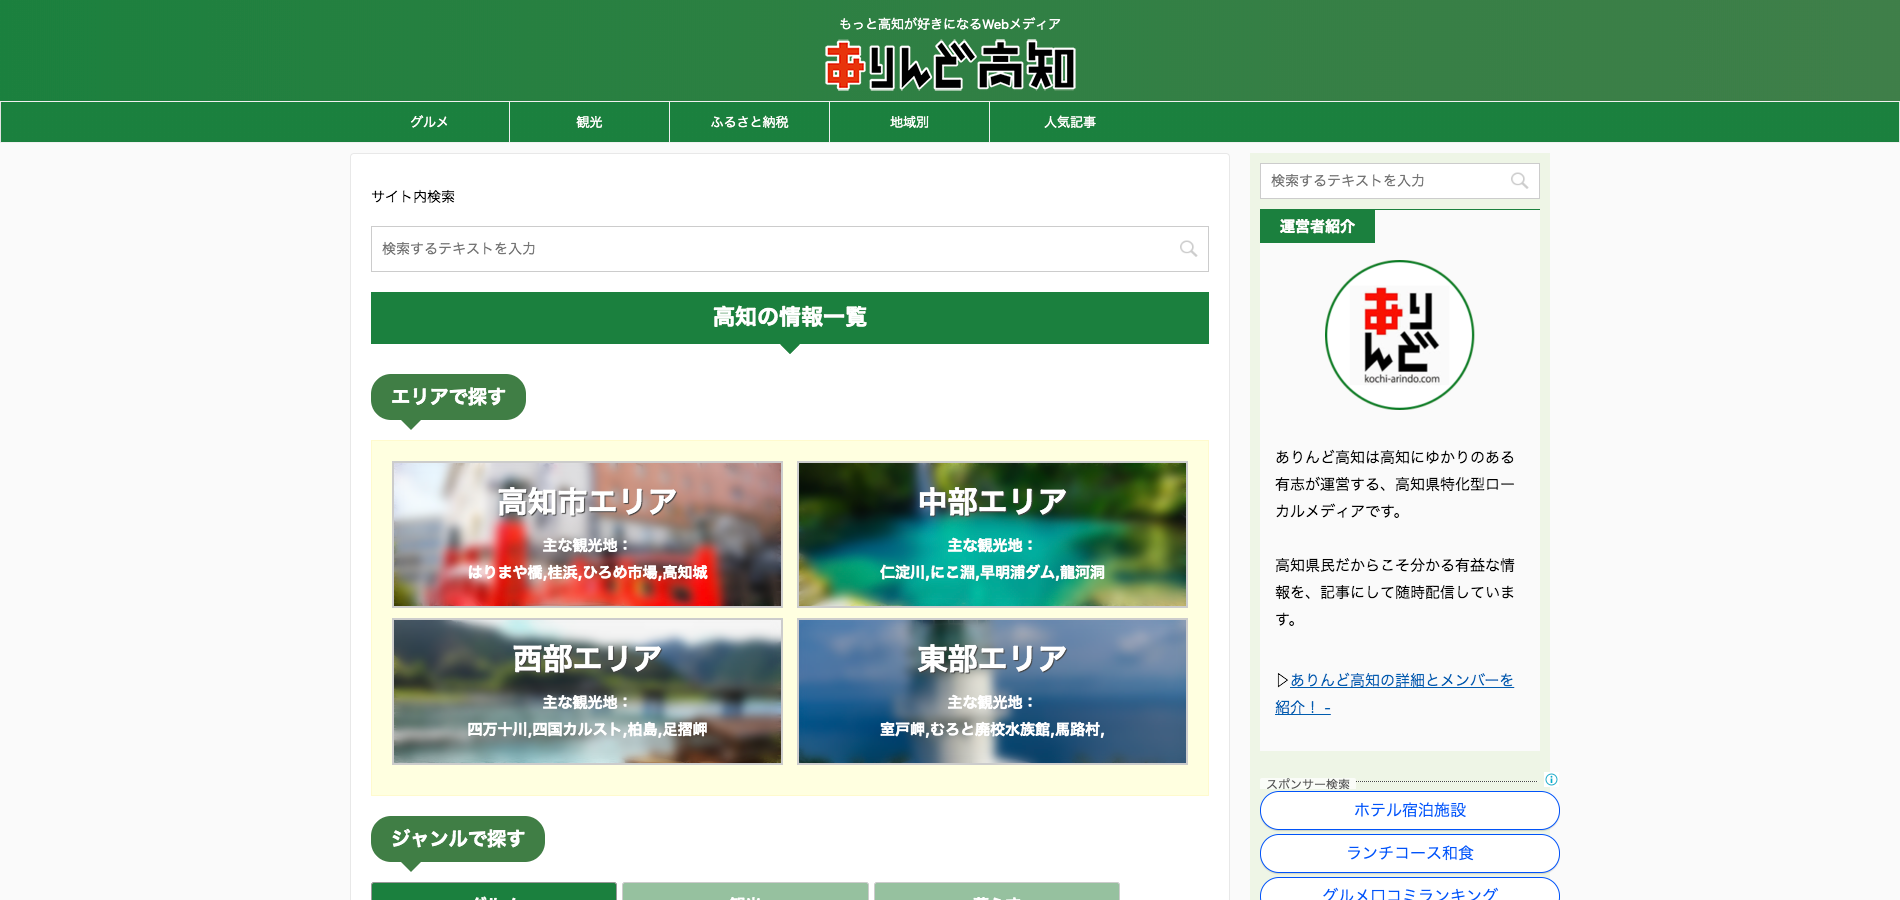 もっと高知が好きになるWebメディア
ありんど高知
グルメ
観光
ふるさと納税
地域別
人気記事
サイト内検索
検索するテキストを入力
高知の情報一覧
エリアで探す
高知市エリア
主な観光地：
はりまや橋,桂浜,ひろめ市場,高知城
中部エリア
主な観光地：
仁淀川,にこ淵,早明浦ダム,龍河洞
西部エリア
主な観光地：
四万十川,四国カルスト,柏島,足摺岬
東部エリア
主な観光地：
室戸岬,むろと廃校水族館,馬路村,
ジャンルで探す
検索するテキストを入力
運営者紹介
あり
んど
kochi-arindo.com
ありんど高知は高知にゆかりのある
有志が運営する、高知県特化型ロー
カルメディアです。
高知県民だからこそ分かる有益な情
報を、記事にして随時配信していま
す。
▷ありんど高知の詳細とメンバーを
紹介！ -
スポンサー検索
ホテル宿泊施設
ランチコース和食
グルメ口コミランキング